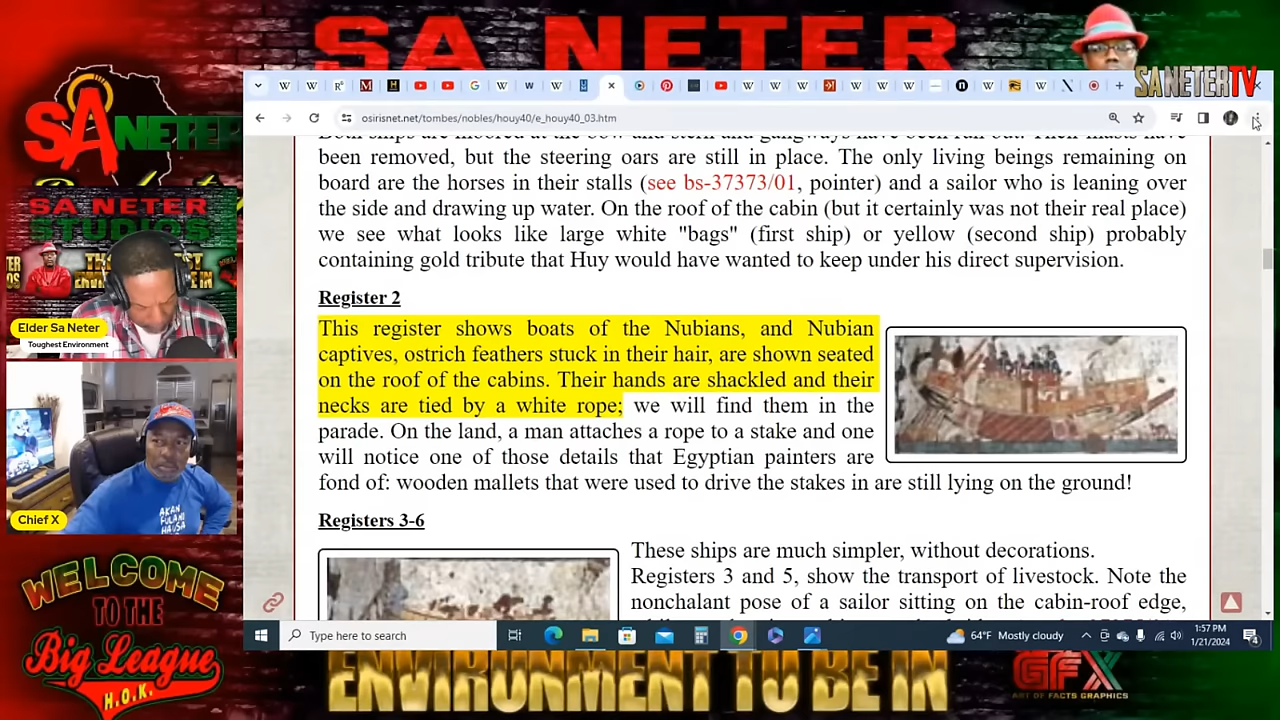 SA NETER
SANETERTV
SA NETER
SA NETER
STUDIOS
Elder Sa Neter
Toughest Environment
AKAN
FULANI
HAUSA
Chief X
WELCOME
TO THE
Big League
H.O.K.
osirisnet.net/tombes/nobles/houy40/e_houy40_03.htm
been removed, but the steering oars are still in place. The only living beings remaining on
board are the horses in their stalls (see bs-37373/01, pointer) and a sailor who is leaning over
the side and drawing up water. On the roof of the cabin (but it certainly was not their real place)
we see what looks like large white "bags" (first ship) or yellow (second ship) probably
containing gold tribute that Huy would have wanted to keep under his direct supervision.
Register 2
This register shows boats of the Nubians, and Nubian
captives, ostrich feathers stuck in their hair, are shown seated
on the roof of the cabins. Their hands are shackled and their
necks are tied by a white rope; we will find them in the
parade. On the land, a man attaches a rope to a stake and one
will notice one of those details that Egyptian painters are
fond of: wooden mallets that were used to drive the stakes in are still lying on the ground!
Registers 3-6
These ships are much simpler, without decorations.
Registers 3 and 5, show the transport of livestock. Note the
nonchalant pose of a sailor sitting on the cabin-roof edge,
Type here to search
64°F Mostly cloudy
1:57 PM
1/21/2024
ENVIRONMENT TO BE IN
GFX
ART OF FACTS GRAPHICS